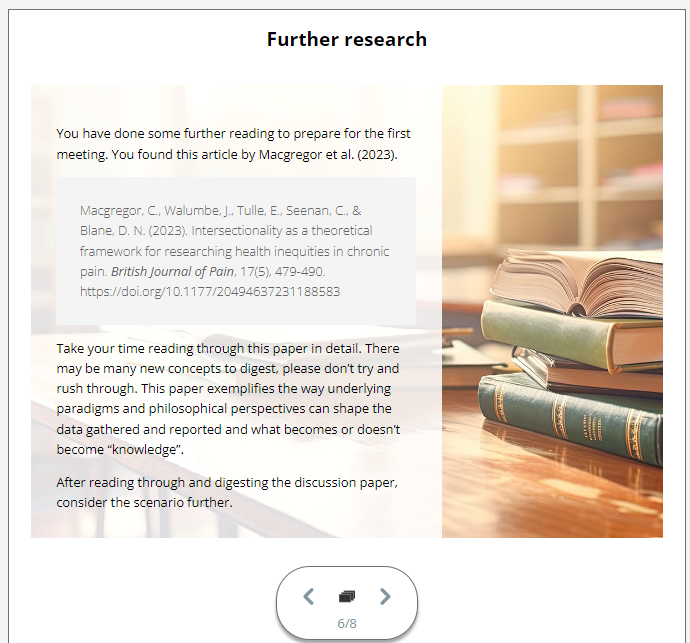 Further research
You have done some further reading to prepare for the first
meeting. You found this article by Macgregor et al. (2023).
Macgregor, C., Walumbe, J., Tulle, E., Seenan, C., &
Blane, D. N. (2023). Intersectionality as a theoretical
framework for researching health inequities in chronic
pain. British Journal of Pain, 17(5), 479-490.
https://doi.org/10.1177/20494637231188583
Take your time reading through this paper in detail. There
may be many new concepts to digest, please don’t try and
rush through. This paper exemplifies the way underlying
paradigms and philosophical perspectives can shape the
data gathered and reported and what becomes or doesn’t
become “knowledge”.
After reading through and digesting the discussion paper,
consider the scenario further.
6/8